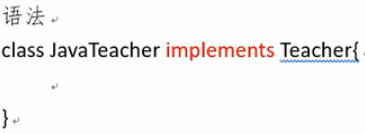 语法
class JavaTeacher implements Teacher{
}